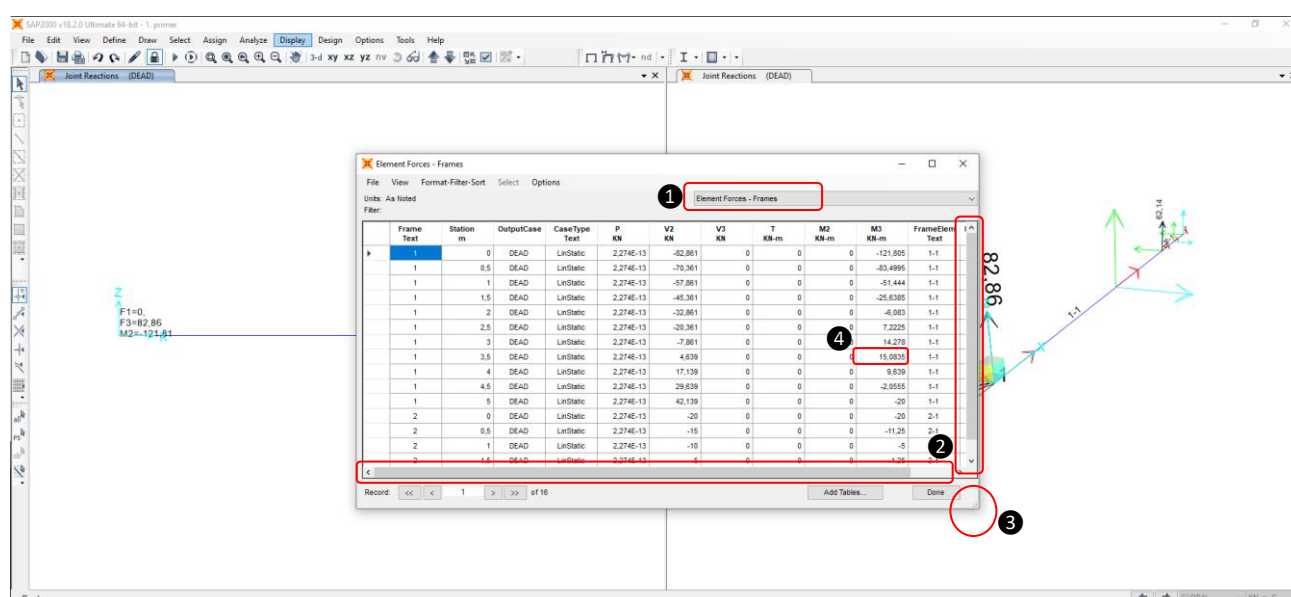 SAP2000 v18.2.0 Ultimate 64-bit - 1. primer
File Edit View Define Draw Select Assign Analyze Display Design Options Tools Help
3-d xy xz yz nv nd
Joint Reactions (DEAD)
Joint Reactions (DEAD)
Element Forces - Frames
File View Format-Filter-Sort Select Options
1
Units: As Noted
Element Forces - Frames
Filter:
Frame Station OutputCase CaseType P V2 V3 T M2 M3 FrameElem
Text m Text KN KN KN KN-m KN-m KN-m Text
1 0 DEAD LinStatic 2,274E-13 -82,861 0 0 0 -121,805 1-1
1 0,5 DEAD LinStatic 2,274E-13 -70,361 0 0 0 -83,4995 1-1
1 1 DEAD LinStatic 2,274E-13 -57,861 0 0 0 -51,444 1-1
1 1,5 DEAD LinStatic 2,274E-13 -45,361 0 0 0 -25,6385 1-1
1 2 DEAD LinStatic 2,274E-13 -32,861 0 0 0 -6,083 1-1
1 2,5 DEAD LinStatic 2,274E-13 -20,361 0 0 0 7,2225 1-1
1 3 DEAD LinStatic 2,274E-13 -7,861 0 0 0 14,278 1-1
4
1 3,5 DEAD LinStatic 2,274E-13 4,639 0 0 0 15,0835 1-1
1 4 DEAD LinStatic 2,274E-13 17,139 0 0 0 9,639 1-1
1 4,5 DEAD LinStatic 2,274E-13 29,639 0 0 0 -2,0555 1-1
1 5 DEAD LinStatic 2,274E-13 42,139 0 0 0 -20 1-1
2 0 DEAD LinStatic 2,274E-13 -20 0 0 0 -20 2-1
2 0,5 DEAD LinStatic 2,274E-13 -15 0 0 0 -11,25 2-1
2 1 DEAD LinStatic 2,274E-13 -10 0 0 0 -5
2
2 1,5 DEAD LinStatic 2,274E-13 -5 0 0 0 -1,25 2-1
Record: << < 1 > >> of 16 Add Tables... Done
3
Z
F1=0,
F3=82,86
M2=-121,81
X
82,86
62,14
1-1
X
GLOBAL